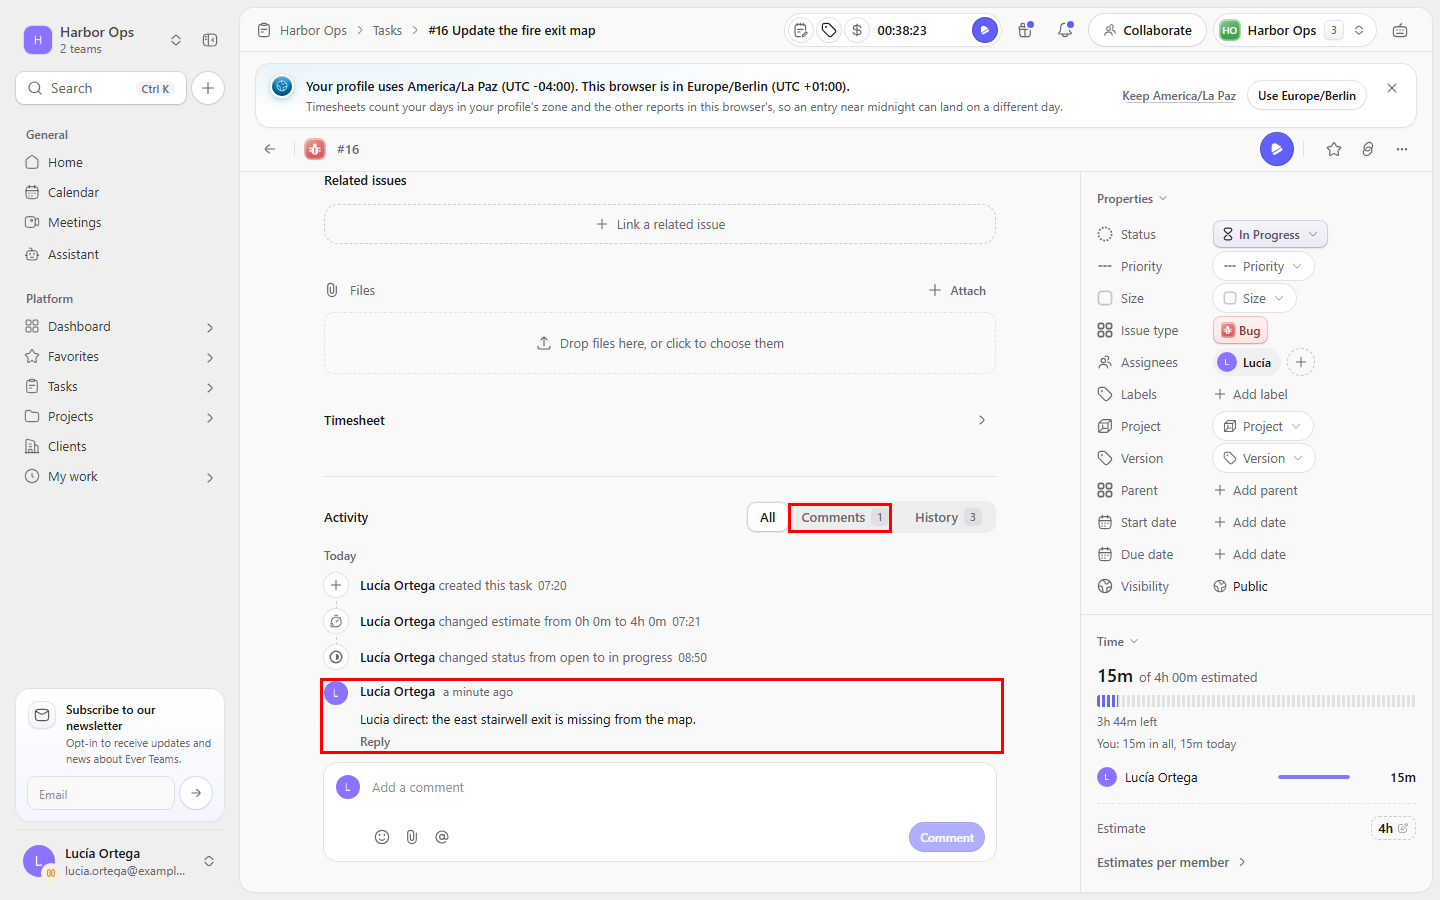 H
Harbor Ops
2 teams
Search
Ctrl K
General
Home
Calendar
Meetings
Assistant
Platform
Dashboard
Favorites
Tasks
Projects
Clients
My work
Subscribe to our
newsletter
Opt-in to receive updates and
news about Ever Teams.
Email
L
Lucía Ortega
lucia.ortega@exampl...
Harbor Ops
Tasks
#16 Update the fire exit map
00:38:23
Collaborate
HO
Harbor Ops
3
Your profile uses America/La Paz (UTC -04:00). This browser is in Europe/Berlin (UTC +01:00).
Timesheets count your days in your profile's zone and the other reports in this browser's, so an entry near midnight can land on a different day.
Keep America/La Paz
Use Europe/Berlin
#16
Related issues
Link a related issue
Files
Attach
Drop files here, or click to choose them
Timesheet
Activity
All
Comments 1
History 3
Today
Lucía Ortega created this task 07:20
Lucía Ortega changed estimate from 0h 0m to 4h 0m 07:21
Lucía Ortega changed status from open to in progress 08:50
L
Lucía Ortega a minute ago
Lucia direct: the east stairwell exit is missing from the map.
Reply
L
Add a comment
Comment
Properties
Status
In Progress
Priority
Priority
Size
Size
Issue type
Bug
Assignees
L
Lucía
Labels
Add label
Project
Project
Version
Version
Parent
Add parent
Start date
Add date
Due date
Add date
Visibility
Public
Time
15m of 4h 00m estimated
3h 44m left
You: 15m in all, 15m today
L
Lucía Ortega
15m
Estimate
4h
Estimates per member